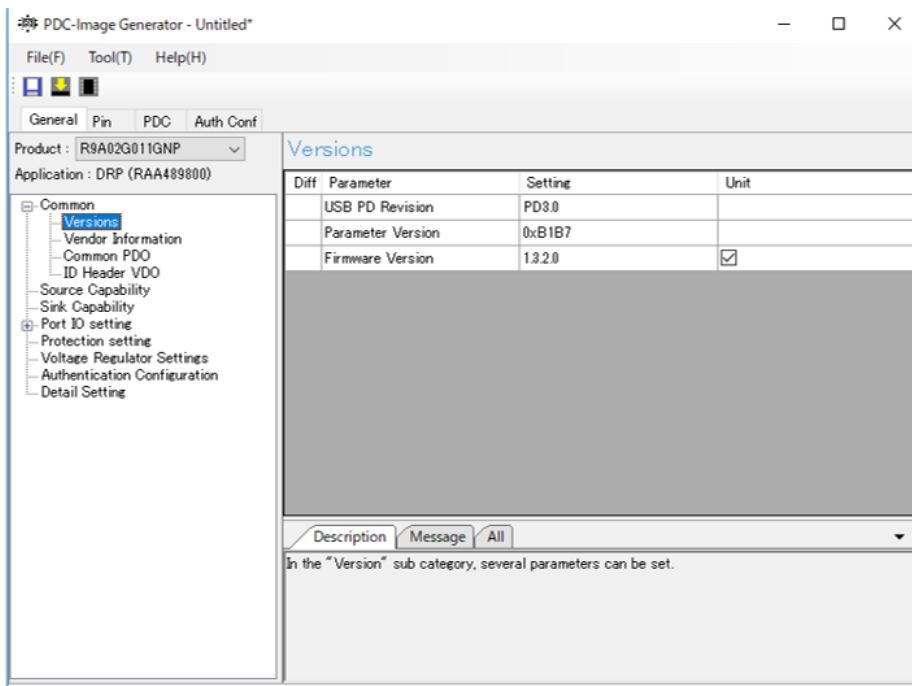 PDC-Image Generator - Untitled*
File(F) Tool(T) Help(H)
General Pin PDC Auth Conf
Product : R9A02G011GNP
Application : DRP (RAA489800)
Common
Versions
Vendor Information
Common PDO
ID Header VDO
Source Capability
Sink Capability
Port IO setting
Protection setting
Voltage Regulator Settings
Authentication Configuration
Detail Setting
Versions
Diff Parameter Setting Unit
USB PD Revision PD3.0
Parameter Version 0xB1B7
Firmware Version 1.3.2.0
Description Message All
In the "Version" sub category, several parameters can be set.